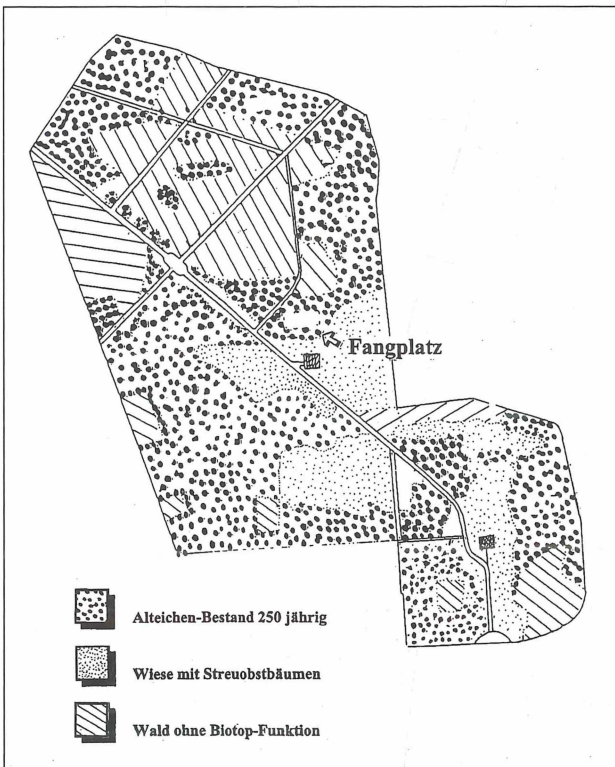 Fangplatz
Alteichen-Bestand 250 jährig
Wiese mit Streuobstbäumen
Wald ohne Biotop-Funktion